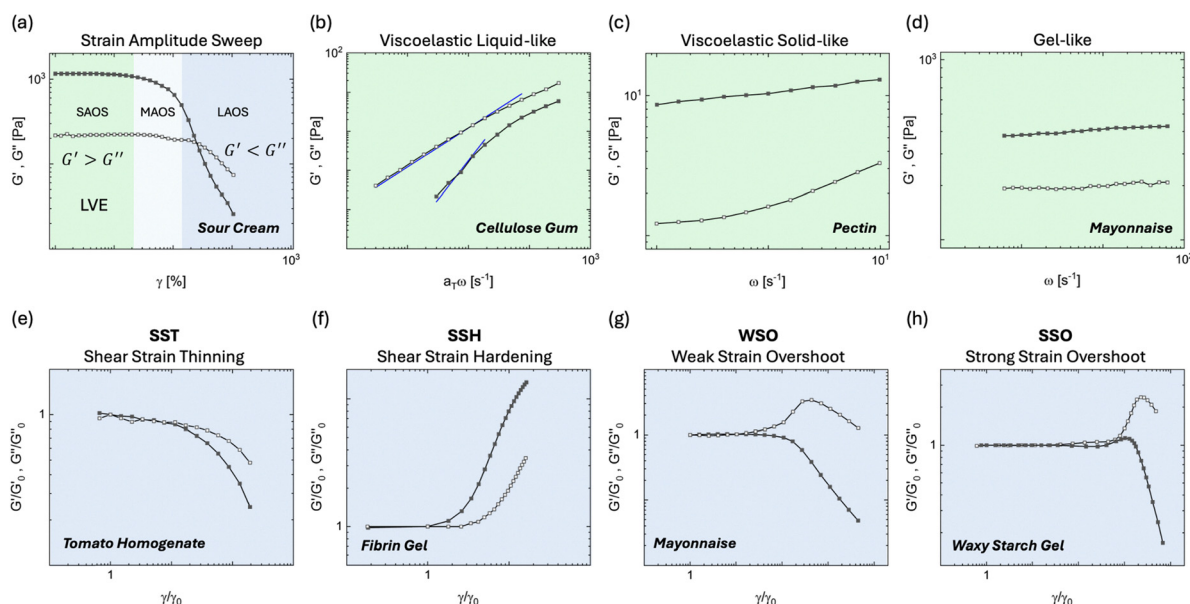 (a)
Strain Amplitude Sweep
10³
G', G'' [Pa]
SAOS
MAOS
LAOS
G' > G''
G' < G''
LVE
Sour Cream
10³
γ [%]
(b)
Viscoelastic Liquid-like
10²
G', G'' [Pa]
Cellulose Gum
10³
a_Tω [s⁻¹]
(c)
Viscoelastic Solid-like
10¹
G', G'' [Pa]
Pectin
10¹
ω [s⁻¹]
(d)
Gel-like
10³
G', G'' [Pa]
Mayonnaise
10²
ω [s⁻¹]
(e)
SST
Shear Strain Thinning
1
G'/G'₀ , G''/G''₀
Tomato Homogenate
1
γ/γ₀
(f)
SSH
Shear Strain Hardening
1
G'/G'₀ , G''/G''₀
Fibrin Gel
1
γ/γ₀
(g)
WSO
Weak Strain Overshoot
1
G'/G'₀ , G''/G''₀
Mayonnaise
1
γ/γ₀
(h)
SSO
Strong Strain Overshoot
1
G'/G'₀ , G''/G''₀
Waxy Starch Gel
1
γ/γ₀